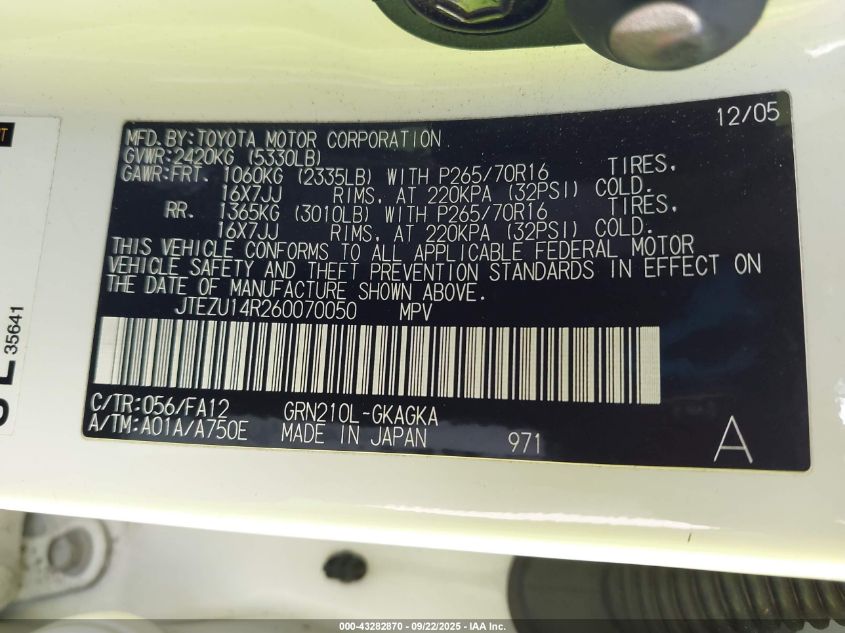 12/05
MFD. BY: TOYOTA MOTOR CORPORATION
GVWR: 2420KG (5330LB)
GAWR: FRT. 1060KG (2335LB) WITH P265/70R16 TIRES,
16X7JJ RIMS, AT 220KPA (32PSI) COLD.
RR. 1365KG (3010LB) WITH P265/70R16 TIRES,
16X7JJ RIMS, AT 220KPA (32PSI) COLD.
THIS VEHICLE CONFORMS TO ALL APPLICABLE FEDERAL MOTOR
VEHICLE SAFETY AND THEFT PREVENTION STANDARDS IN EFFECT ON
THE DATE OF MANUFACTURE SHOWN ABOVE.
JTEZU14R260070050 MPV
C/TR: 056/FA12 GRN210L-GKAGKA
A/TM: A01A/A750E MADE IN JAPAN 971 A
35641
000-43282870 - 09/22/2025 - IAA Inc.